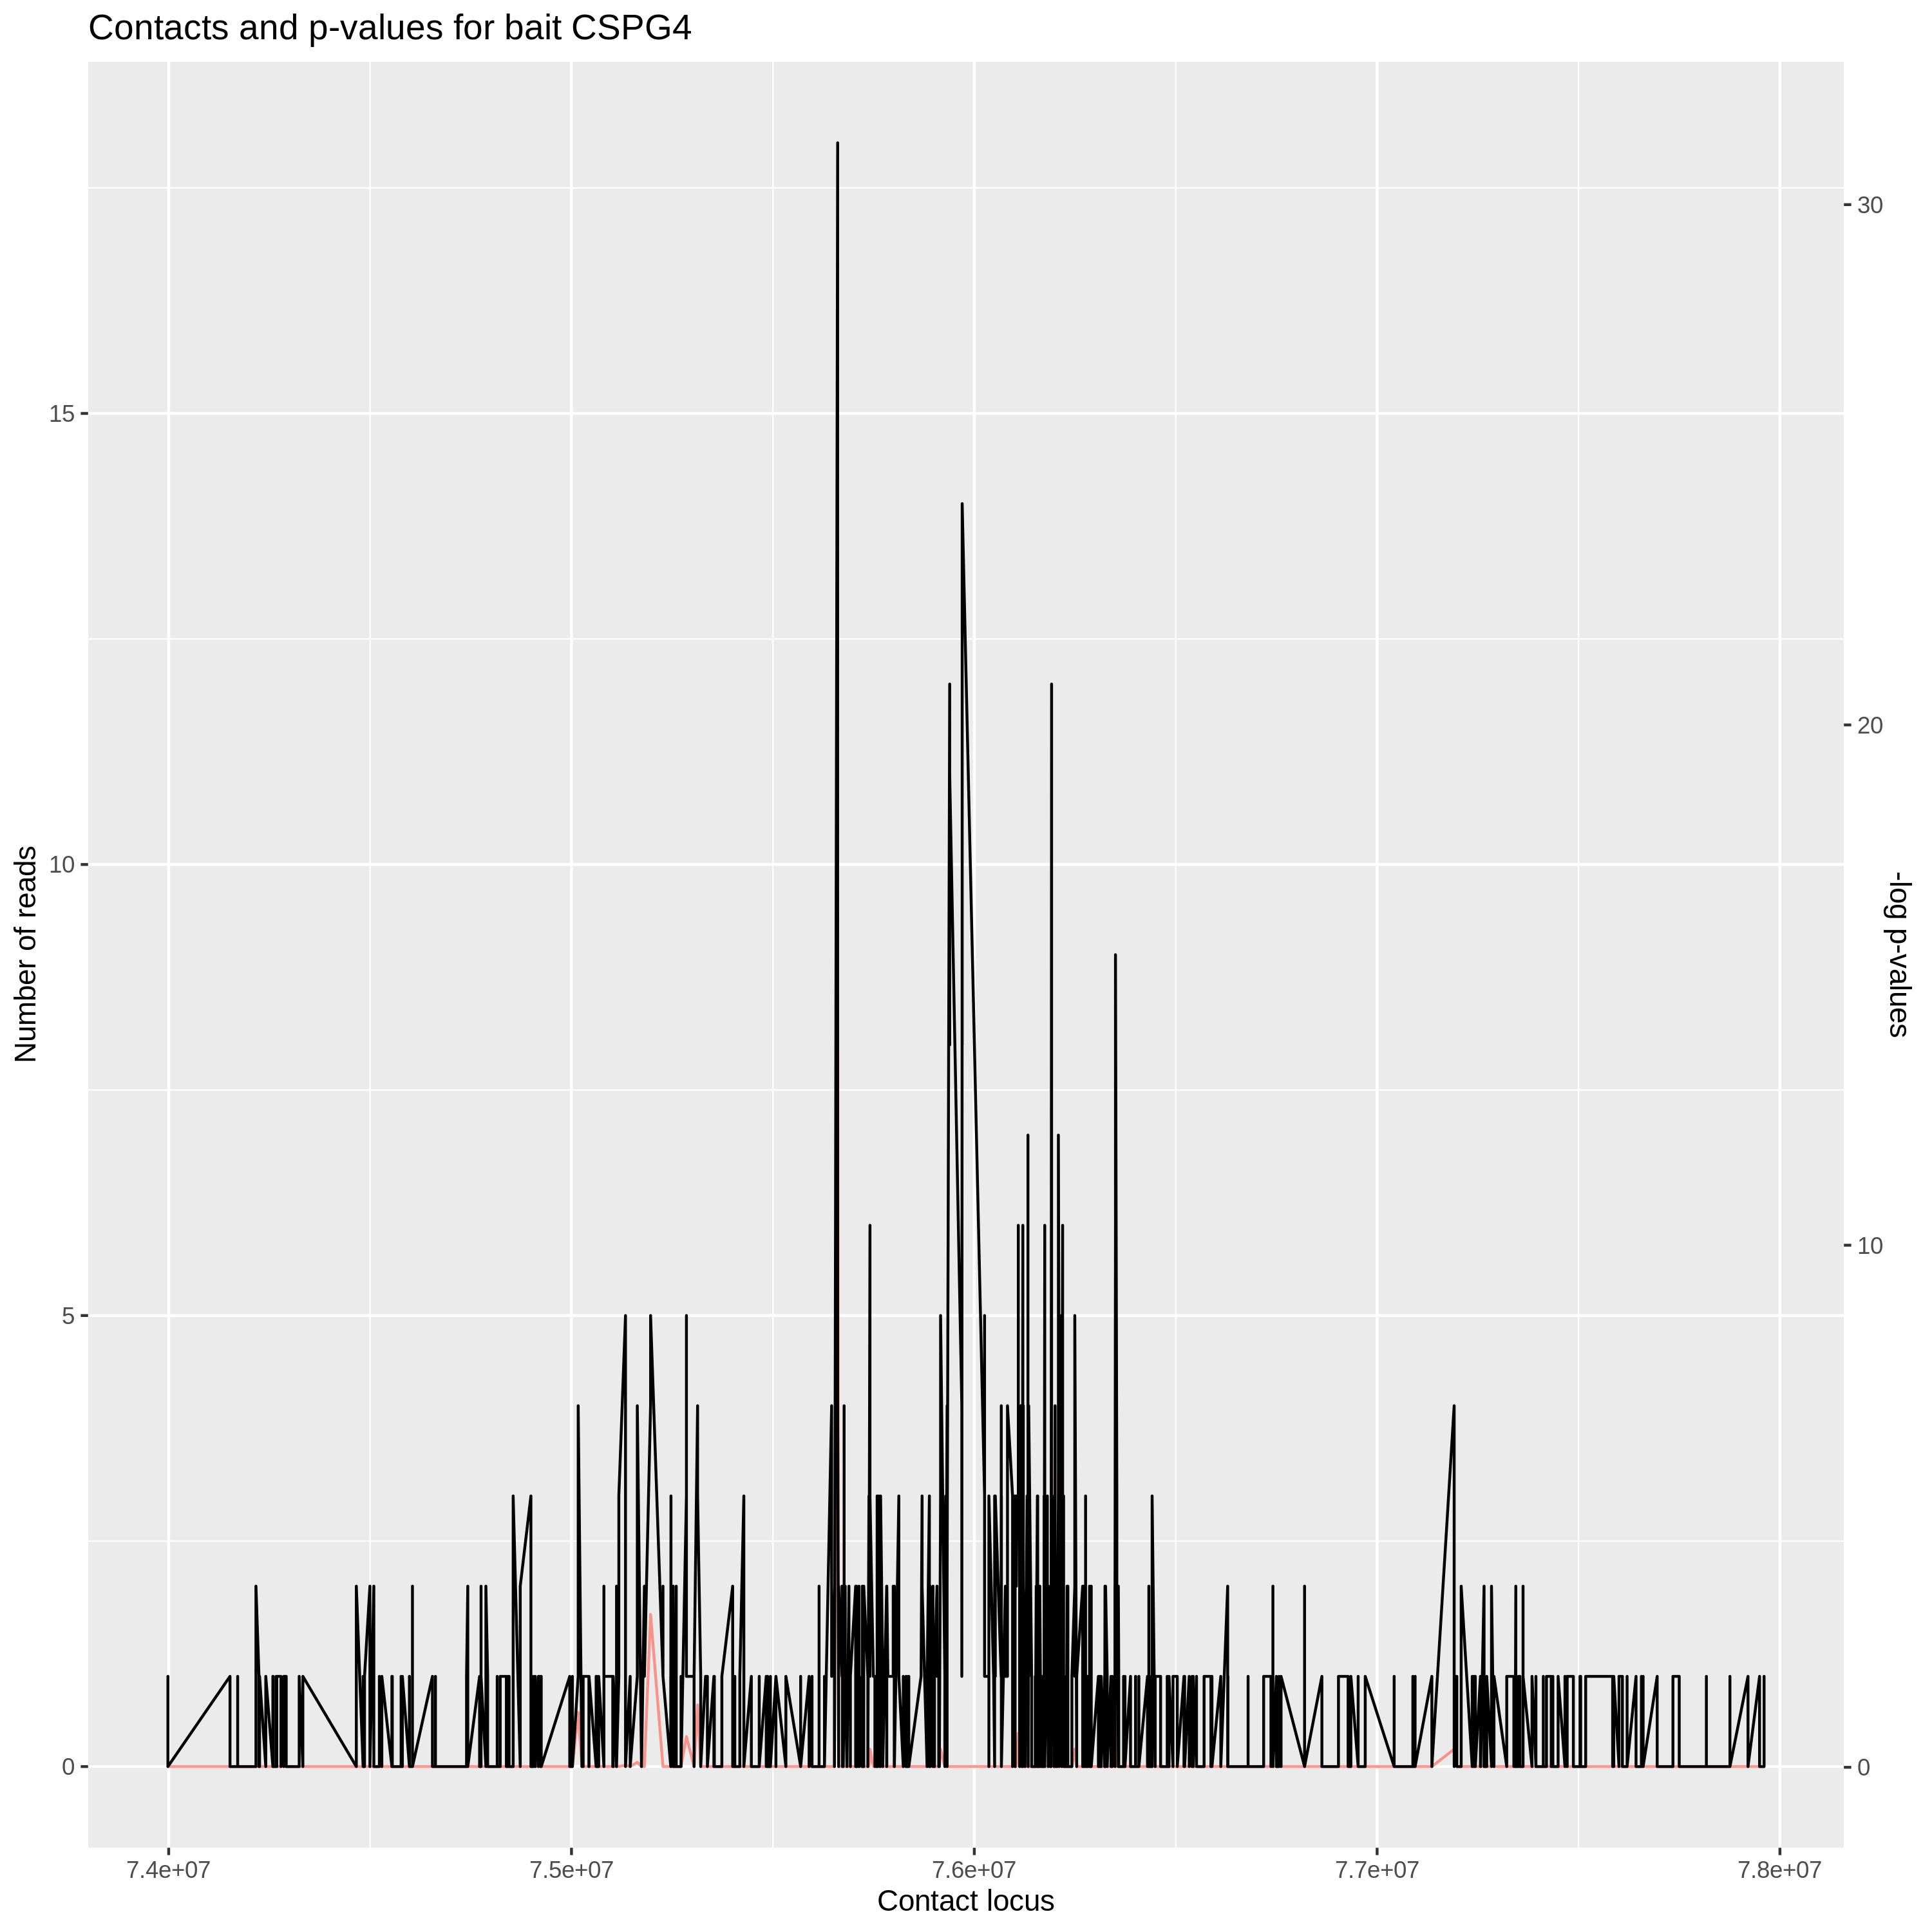 Contacts and p-values for bait CSPG4
30
15
20
10
Number of reads
-log p-values
10
5
0
0
7.4e+07
7.5e+07
7.6e+07
7.7e+07
7.8e+07
Contact locus